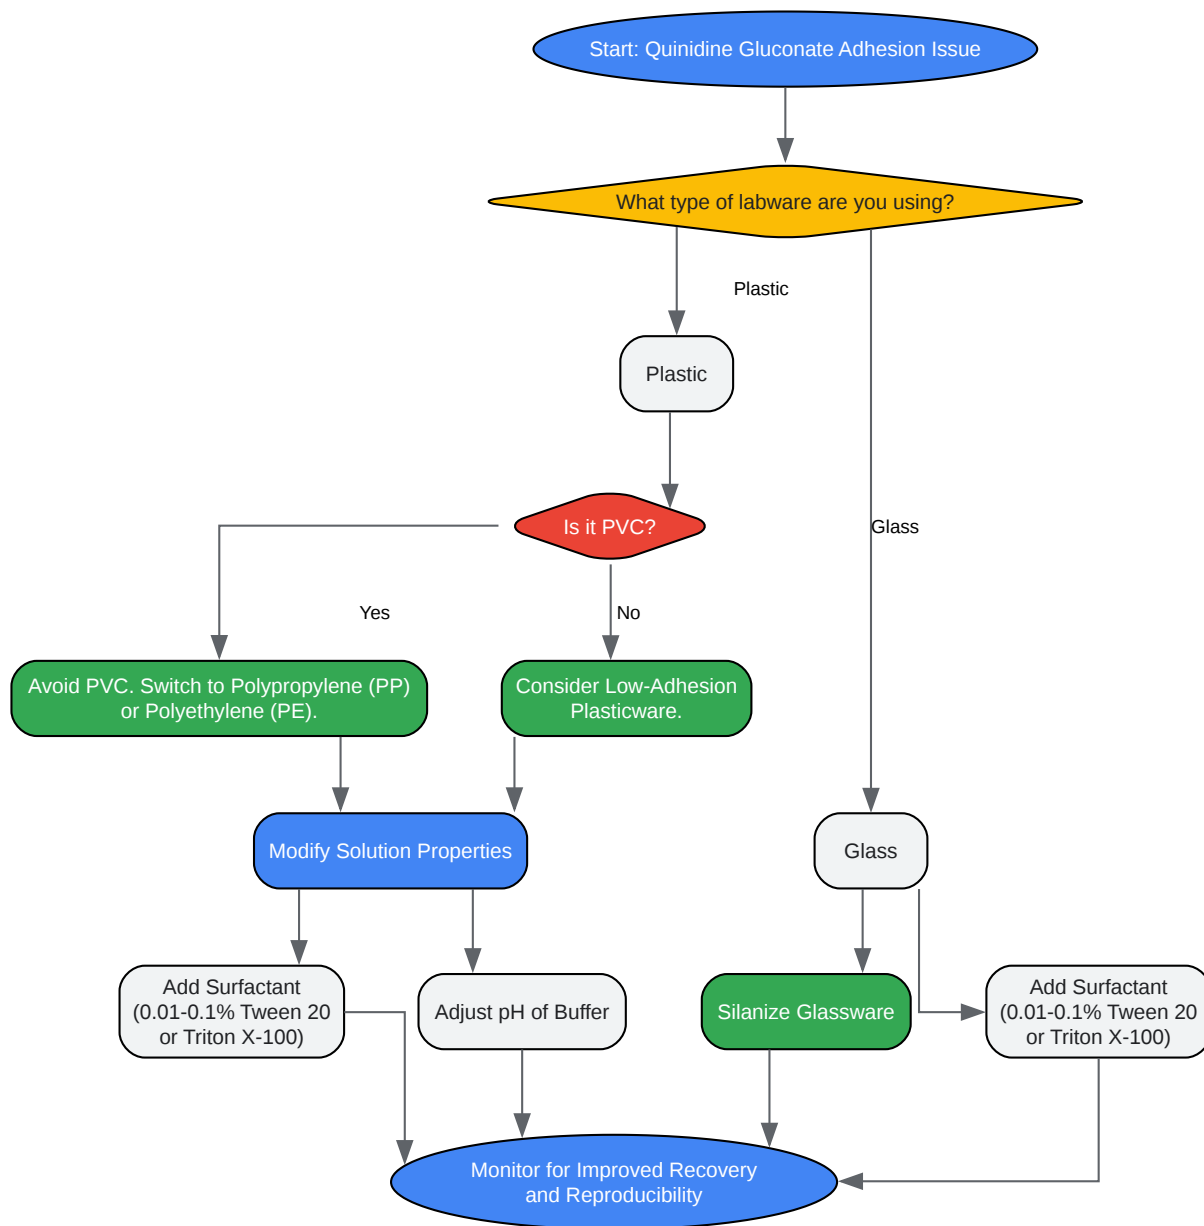 Start: Quinidine Gluconate Adhesion Issue
What type of labware are you using?
Plastic
Plastic
Is it PVC?
Glass
Yes
No
Avoid PVC. Switch to Polypropylene (PP)
or Polyethylene (PE).
Consider Low-Adhesion
Plasticware.
Modify Solution Properties
Glass
Add Surfactant
(0.01-0.1% Tween 20
or Triton X-100)
Adjust pH of Buffer
Silanize Glassware
Add Surfactant
(0.01-0.1% Tween 20
or Triton X-100)
Monitor for Improved Recovery
and Reproducibility